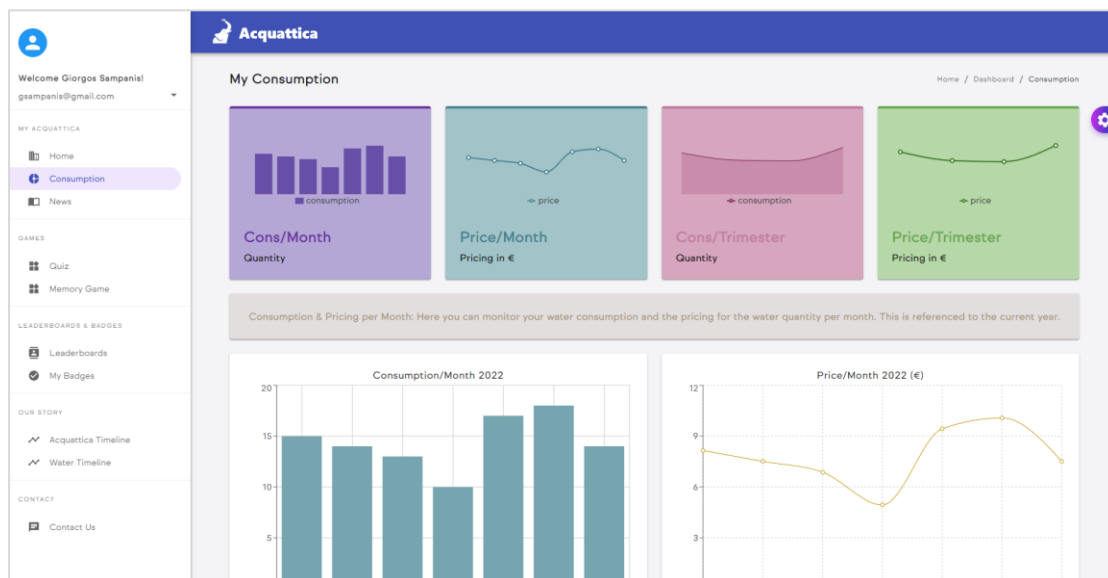 Acquattica
Welcome Giorgos Sampanis!
gsampanis@gmail.com
MY ACQUATTICA
Home
Consumption
News
GAMES
Quiz
Memory Game
LEADERBOARDS & BADGES
Leaderboards
My Badges
OUR STORY
Acquattica Timeline
Water Timeline
CONTACT
Contact Us
My Consumption
Home / Dashboard / Consumption
consumption
Cons/Month
Quantity
price
Price/Month
Pricing in €
consumption
Cons/Trimester
Quantity
price
Price/Trimester
Pricing in €
Consumption & Pricing per Month: Here you can monitor your water consumption and the pricing for the water quantity per month. This is referenced to the current year.
Consumption/Month 2022
20
15
10
5
Price/Month 2022 (€)
12
9
6
3